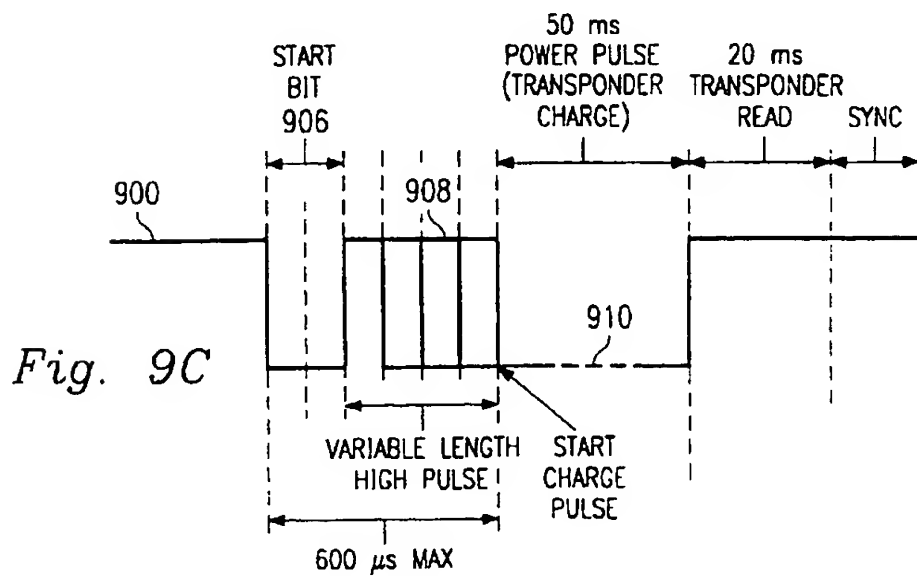 START
BIT
906
50 ms
POWER PULSE
(TRANSPONDER
CHARGE)
20 ms
TRANSPONDER
READ
SYNC
900
908
910
Fig. 9C
VARIABLE LENGTH
HIGH PULSE
START
CHARGE
PULSE
600 μs MAX